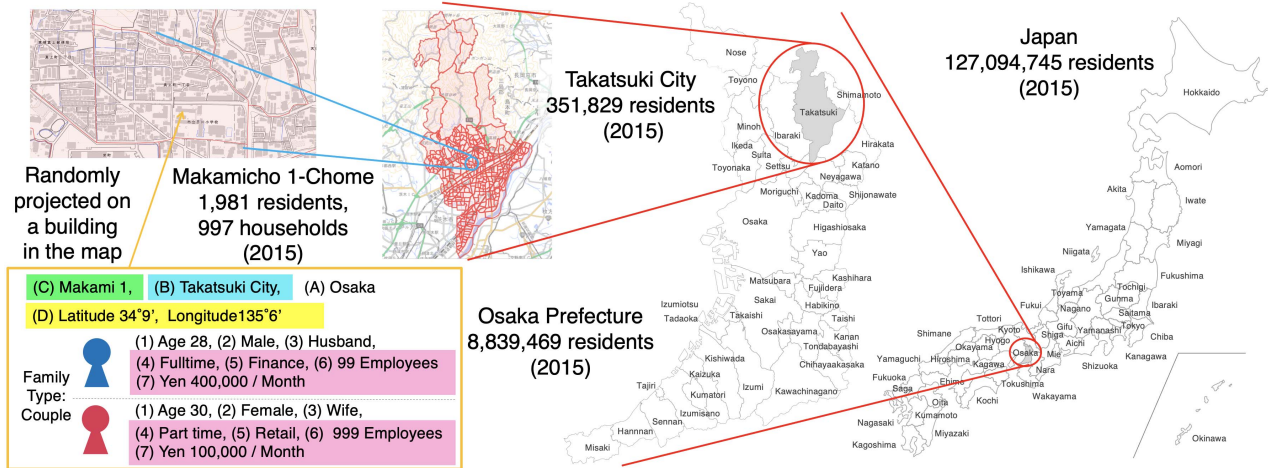 Takatsuki City
351,829 residents
(2015)
Japan
127,094,745 residents
(2015)
Randomly
projected on
a building
in the map
Makamicho 1-Chome
1,981 residents,
997 households
(2015)
Osaka Prefecture
8,839,469 residents
(2015)
(C) Makami 1, (B) Takatsuki City, (A) Osaka
(D) Latitude 34˚9’, Longitude135˚6’
Family
Type:
Couple
(1) Age 28, (2) Male, (3) Husband,
(4) Fulltime, (5) Finance, (6) 99 Employees
(7) Yen 400,000 / Month
(1) Age 30, (2) Female, (3) Wife,
(4) Part time, (5) Retail, (6) 999 Employees
(7) Yen 100,000 / Month
Nose
Toyono
Shimamoto
Takatsuki
Minoh
Ibaraki
Ikeda
Suita
Hirakata
Toyonaka
Settsu
Katano
Neyagawa
Moriguchi
Kadoma
Shijonawate
Daito
Osaka
Higashiosaka
Yao
Matsubara
Kashihara
Fujiidera
Izumiotsu
Sakai
Habikino
Tadaoka
Takaishi
Taishi
Osakasayama
Kanan
Tondabayashi
Kishiwada
Chihayaakasaka
Kaizuka
Tajiri
Izumi
Kawachinagano
Kumatori
Izumisano
Sennan
Hannnan
Misaki
Hokkaido
Aomori
Akita
Iwate
Yamagata
Miyagi
Niigata
Ishikawa
Fukushima
Toyama
Tochigi
Gunma
Fukui
Nagano
Ibaraki
Saitama
Tottori
Kyoto
Gifu
Yamanashi
Tokyo
Shimane
Hyogo
Shiga
Aichi
Chiba
Okayama
Osaka
Mie
Kanagawa
Yamaguchi
Hiroshima
Kagawa
Nara
Shizuoka
Fukuoka
Ehime
Tokushima
Saga
Wakayama
Oita
Kochi
Nagasaki
Kumamoto
Miyazaki
Kagoshima
Okinawa